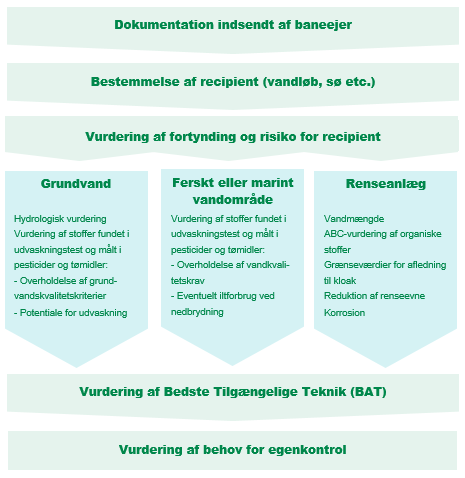 Dokumentation indsendt af baneejer
Bestemmelse af recipient (vandløb, sø etc.)
Vurdering af fortynding og risiko for recipient
Grundvand
Hydrologisk vurdering
Vurdering af stoffer fundet i
udvaskningstest og målt i
pesticider og tømidler:
- Overholdelse af grund-
vandskvalitetskriterier
- Potentiale for udvaskning
Ferskt eller marint
vandområde
Vurdering af stoffer fundet i
udvaskningstest og målt i
pesticider og tømidler:
- Overholdelse af vandkvali-
tetskrav
- Eventuelt iltforbrug ved
nedbrydning
Renseanlæg
Vandmængde
ABC-vurdering af organiske
stoffer
Grænseværdier for afledning
til kloak
Reduktion af renseevne
Korrosion
Vurdering af Bedste Tilgængelige Teknik (BAT)
Vurdering af behov for egenkontrol